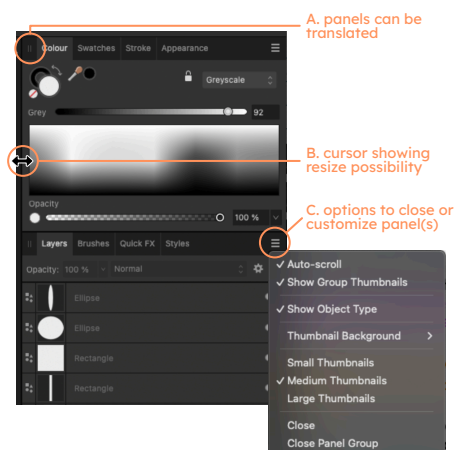 A. panels can be
translated
Colour Swatches Stroke Appearance
Greyscale
Grey 92
B. cursor showing
resize possibility
Opacity
100 %
C. options to close or
customize panel(s)
Layers Brushes Quick FX Styles
Opacity: 100 % Normal
✓ Auto-scroll
✓ Show Group Thumbnails
Ellipse
✓ Show Object Type
Ellipse
Thumbnail Background >
Rectangle
Small Thumbnails
✓ Medium Thumbnails
Rectangle
Large Thumbnails
Close
Close Panel Group